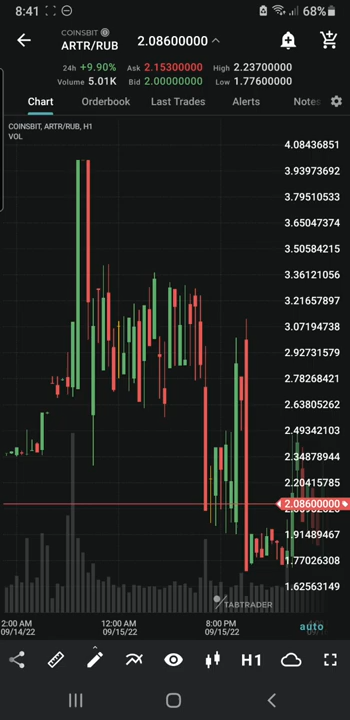 8:41
68%
COINSBIT
ARTR/RUB
2.08600000
24h +9.90% Ask 2.15300000 High 2.23700000
Volume 5.01K Bid 2.00000000 Low 1.77600000
Chart Orderbook Last Trades Alerts Notes
COINSBIT, ARTR/RUB, H1
VOL
4.08436851
3.93973692
3.79510533
3.65047374
3.50584215
3.36121056
3.21657897
3.07194738
2.92731579
2.78268421
2.63805262
2.49342103
2.34878944
2.20415785
2.08600000
1.91489467
1.77026308
1.62563149
TABTRADER
2:00 AM 12:00 AM 8:00 PM
09/14/22 09/15/22 09/15/22
auto
H1